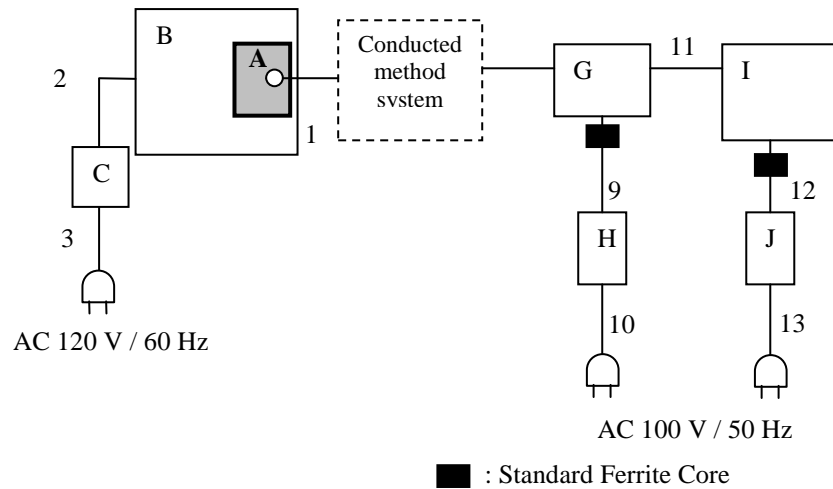 B
A
2
1
C
3
AC 120 V / 60 Hz
Conducted
method
svstem
G
11
I
9
12
H
J
10
13
AC 100 V / 50 Hz
: Standard Ferrite Core